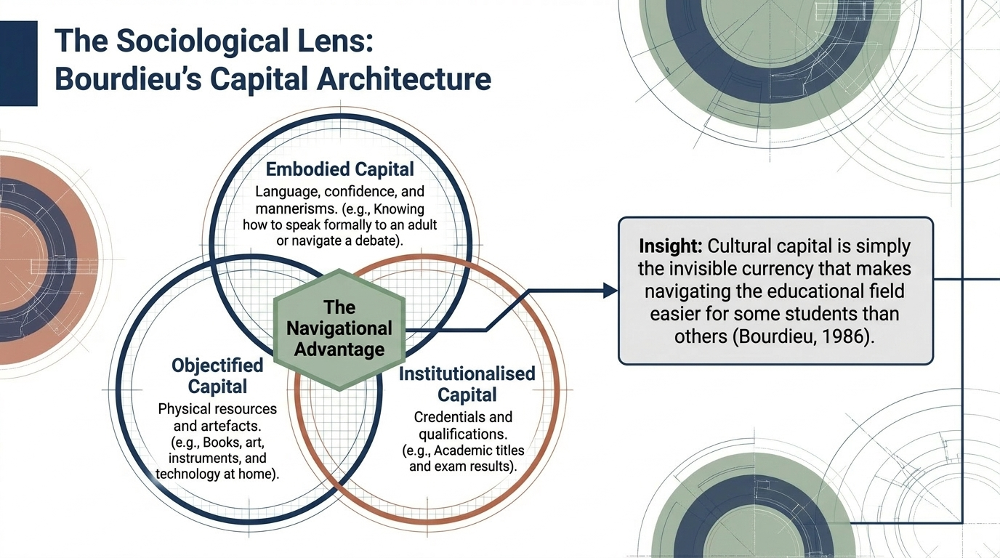 The Sociological Lens:
Bourdieu's Capital Architecture
Embodied Capital
Language, confidence, and
mannerisms. (e.g., Knowing
how to speak formally to an adult
or navigate a debate).
The
Navigational
Advantage
Objectified
Capital
Physical resources
and artefacts.
(e.g., Books, art,
instruments, and
technology at home).
Institutionalised
Capital
Credentials and
qualifications.
(e.g., Academic titles
and exam results).
Insight: Cultural capital is simply
the invisible currency that makes
navigating the educational field
easier for some students than
others (Bourdieu, 1986).